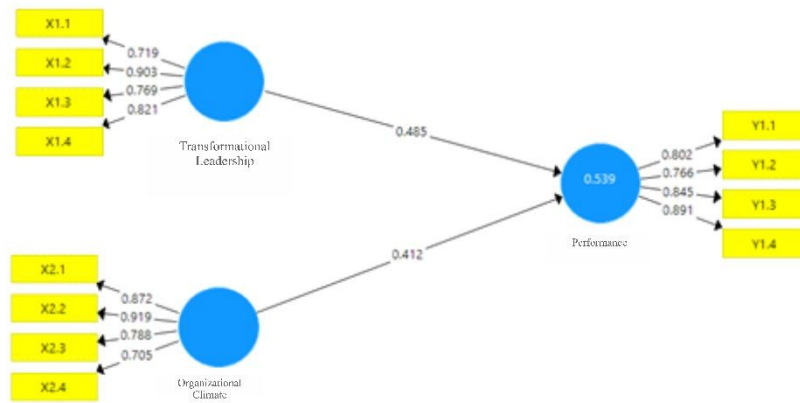 X1.1
0.719
X1.2
0.903
X1.3
0.769
0.821
X1.4
Transformational
Leadership
0.485
0.539
Performance
Y1.1
0.802
Y1.2
0.766
0.845
Y1.3
0.891
Y1.4
0.412
X2.1
0.872
X2.2
0.919
0.788
X2.3
0.705
X2.4
Organizational
Climate